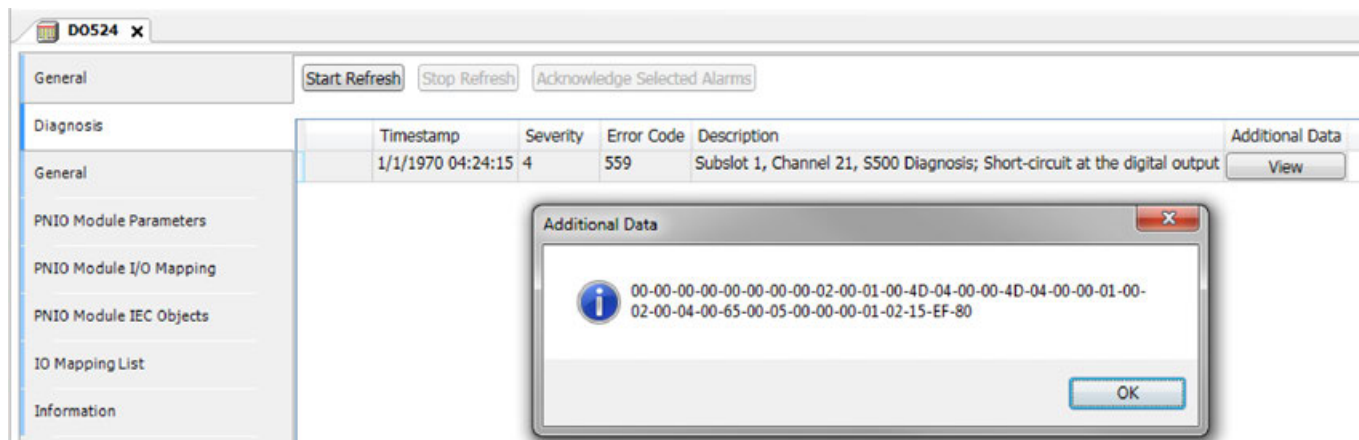 DO524 x
General
Start Refresh Stop Refresh Acknowledge Selected Alarms
Diagnosis
Timestamp Severity Error Code Description Additional Data
1/1/1970 04:24:15 4 559 Subslot 1, Channel 21, S500 Diagnosis; Short-circuit at the digital output View
General
PNIO Module Parameters
PNIO Module I/O Mapping
PNIO Module IEC Objects
IO Mapping List
Information
Additional Data
00-00-00-00-00-00-00-00-02-00-01-00-4D-04-00-00-4D-04-00-00-01-00-
02-00-04-00-65-00-05-00-00-00-01-02-15-EF-80
OK